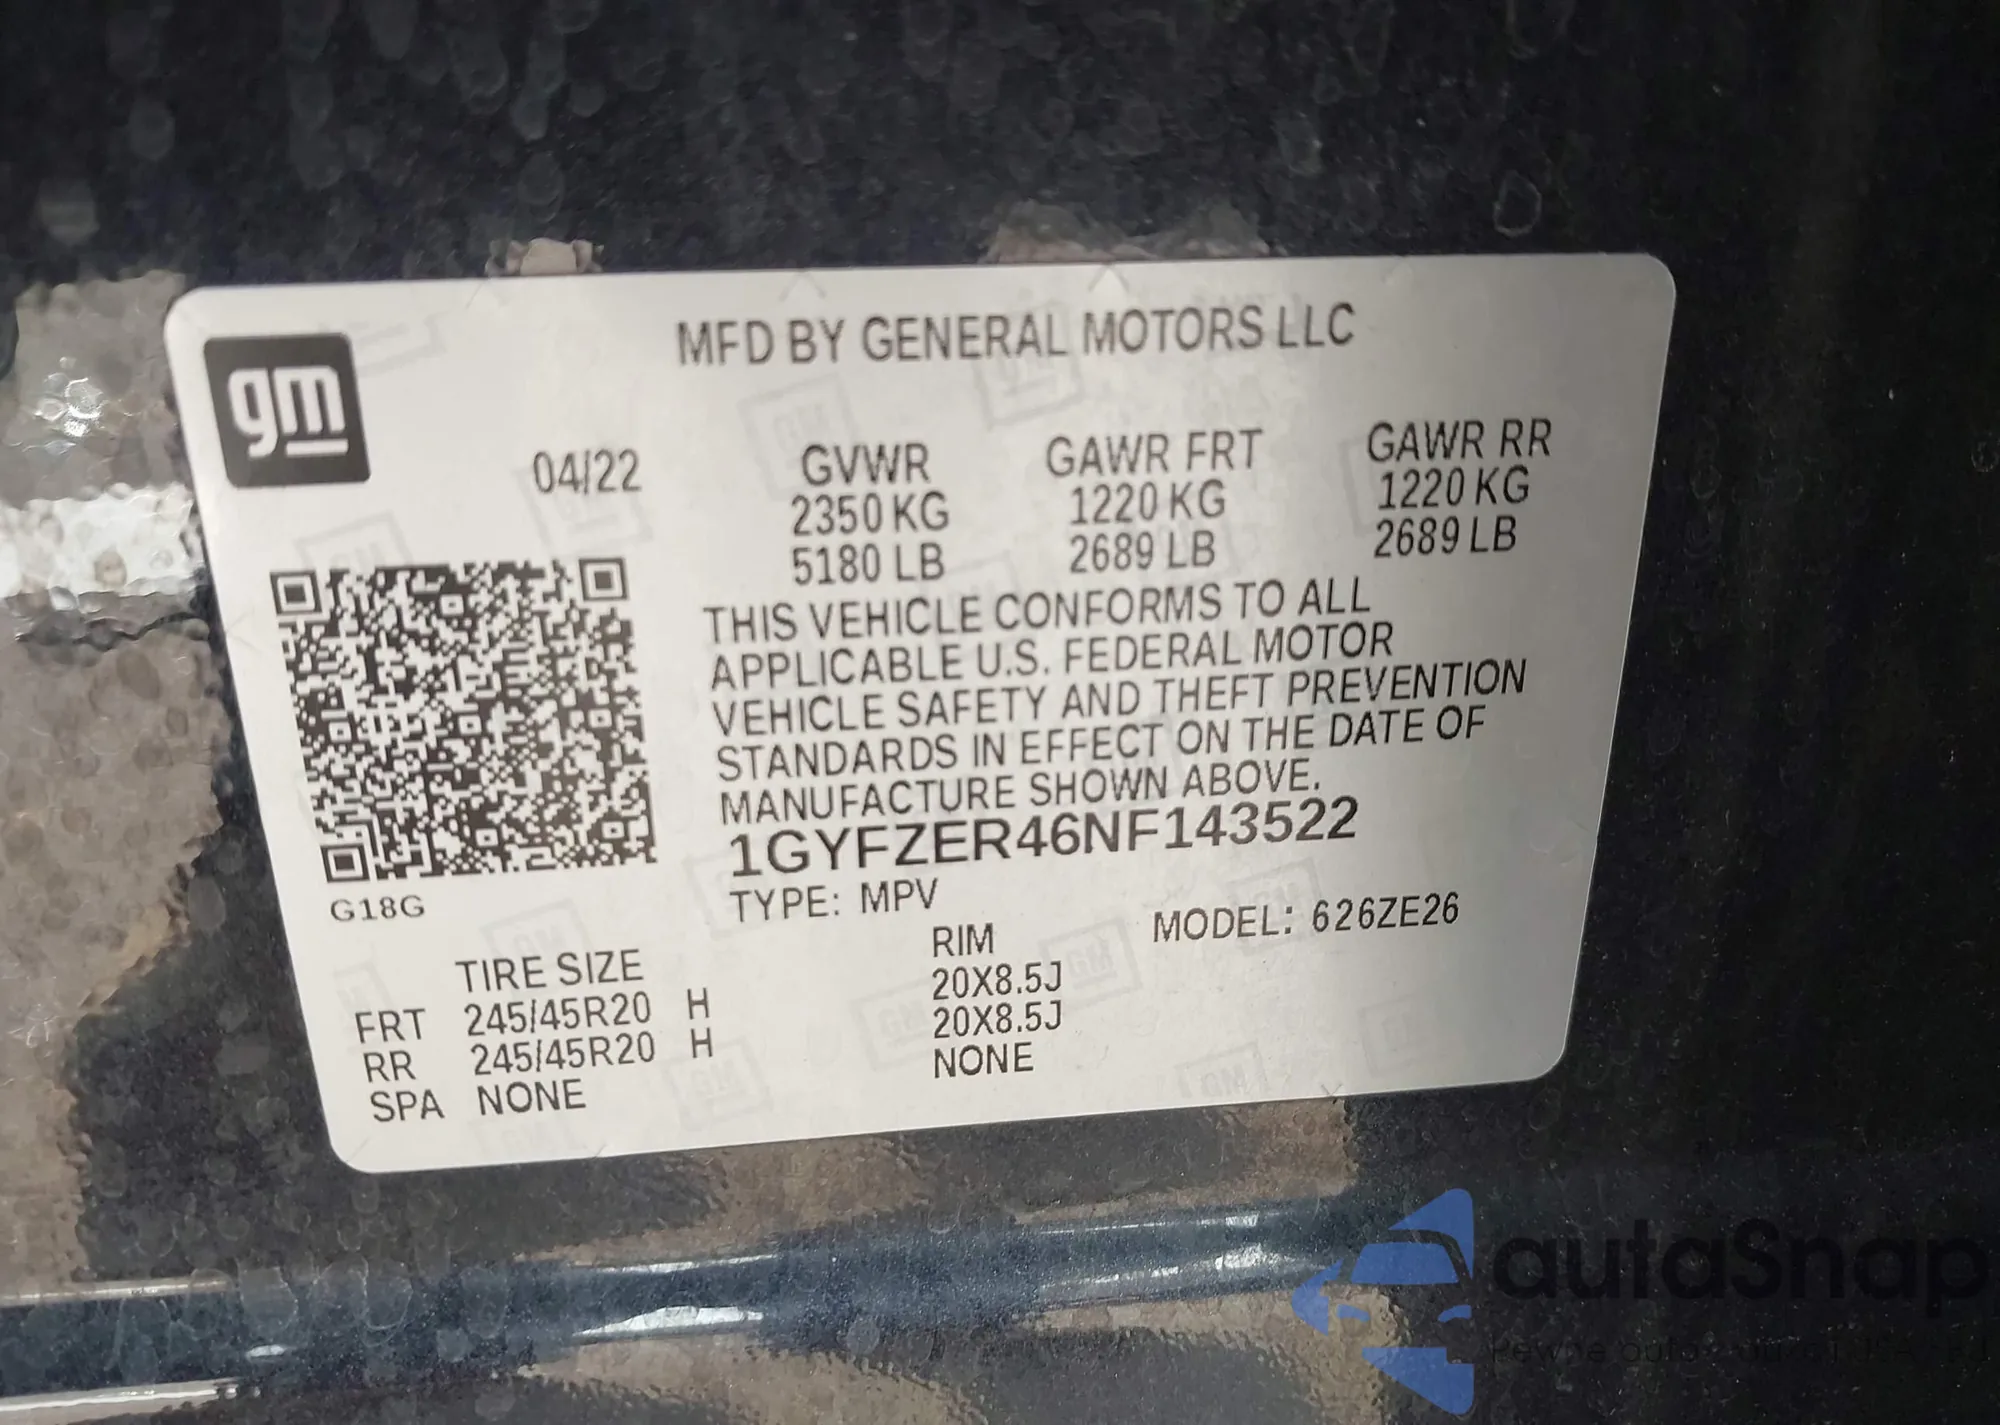 gm
MFD BY GENERAL MOTORS LLC
04/22
GVWR GAWR FRT GAWR RR
2350 KG 1220 KG 1220 KG
5180 LB 2689 LB 2689 LB
THIS VEHICLE CONFORMS TO ALL
APPLICABLE U.S. FEDERAL MOTOR
VEHICLE SAFETY AND THEFT PREVENTION
STANDARDS IN EFFECT ON THE DATE OF
MANUFACTURE SHOWN ABOVE.
1GYFZER46NF143522
TYPE: MPV MODEL: 626ZE26
G18G
TIRE SIZE RIM
FRT 245/45R20 H 20X8.5J
RR 245/45R20 H 20X8.5J
SPA NONE NONE
autaSnap
Pewne auta